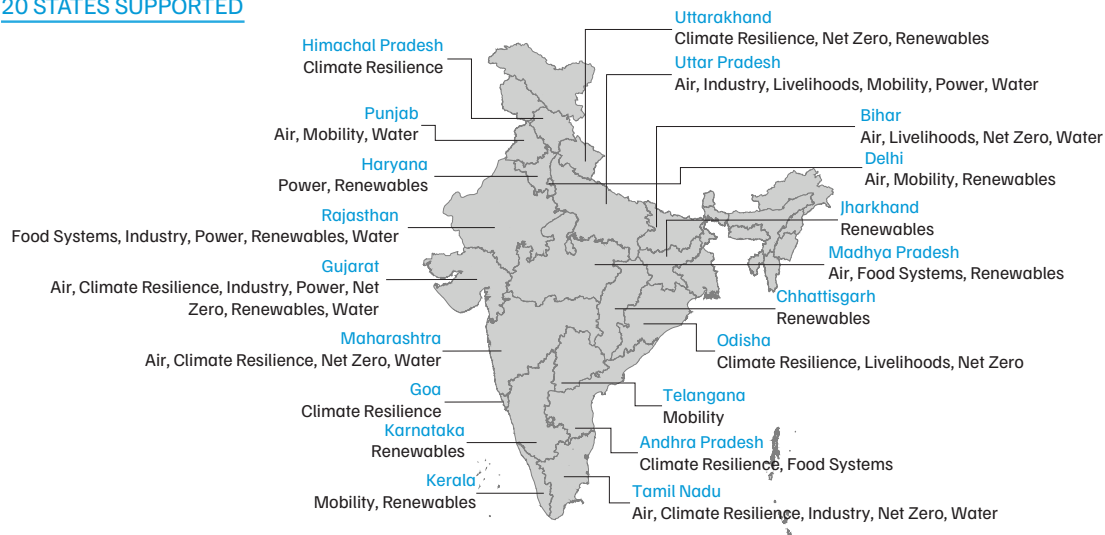 20 STATES SUPPORTED
Himachal Pradesh
Climate Resilience
Punjab
Air, Mobility, Water
Haryana
Power, Renewables
Rajasthan
Food Systems, Industry, Power, Renewables, Water
Gujarat
Air, Climate Resilience, Industry, Power, Net
Zero, Renewables, Water
Maharashtra
Air, Climate Resilience, Net Zero, Water
Goa
Climate Resilience
Karnataka
Renewables
Kerala
Mobility, Renewables
Uttarakhand
Climate Resilience, Net Zero, Renewables
Uttar Pradesh
Air, Industry, Livelihoods, Mobility, Power, Water
Bihar
Air, Livelihoods, Net Zero, Water
Delhi
Air, Mobility, Renewables
Jharkhand
Renewables
Madhya Pradesh
Air, Food Systems, Renewables
Chhattisgarh
Renewables
Odisha
Climate Resilience, Livelihoods, Net Zero
Telangana
Mobility
Andhra Pradesh
Climate Resilience, Food Systems
Tamil Nadu
Air, Climate Resilience, Industry, Net Zero, Water